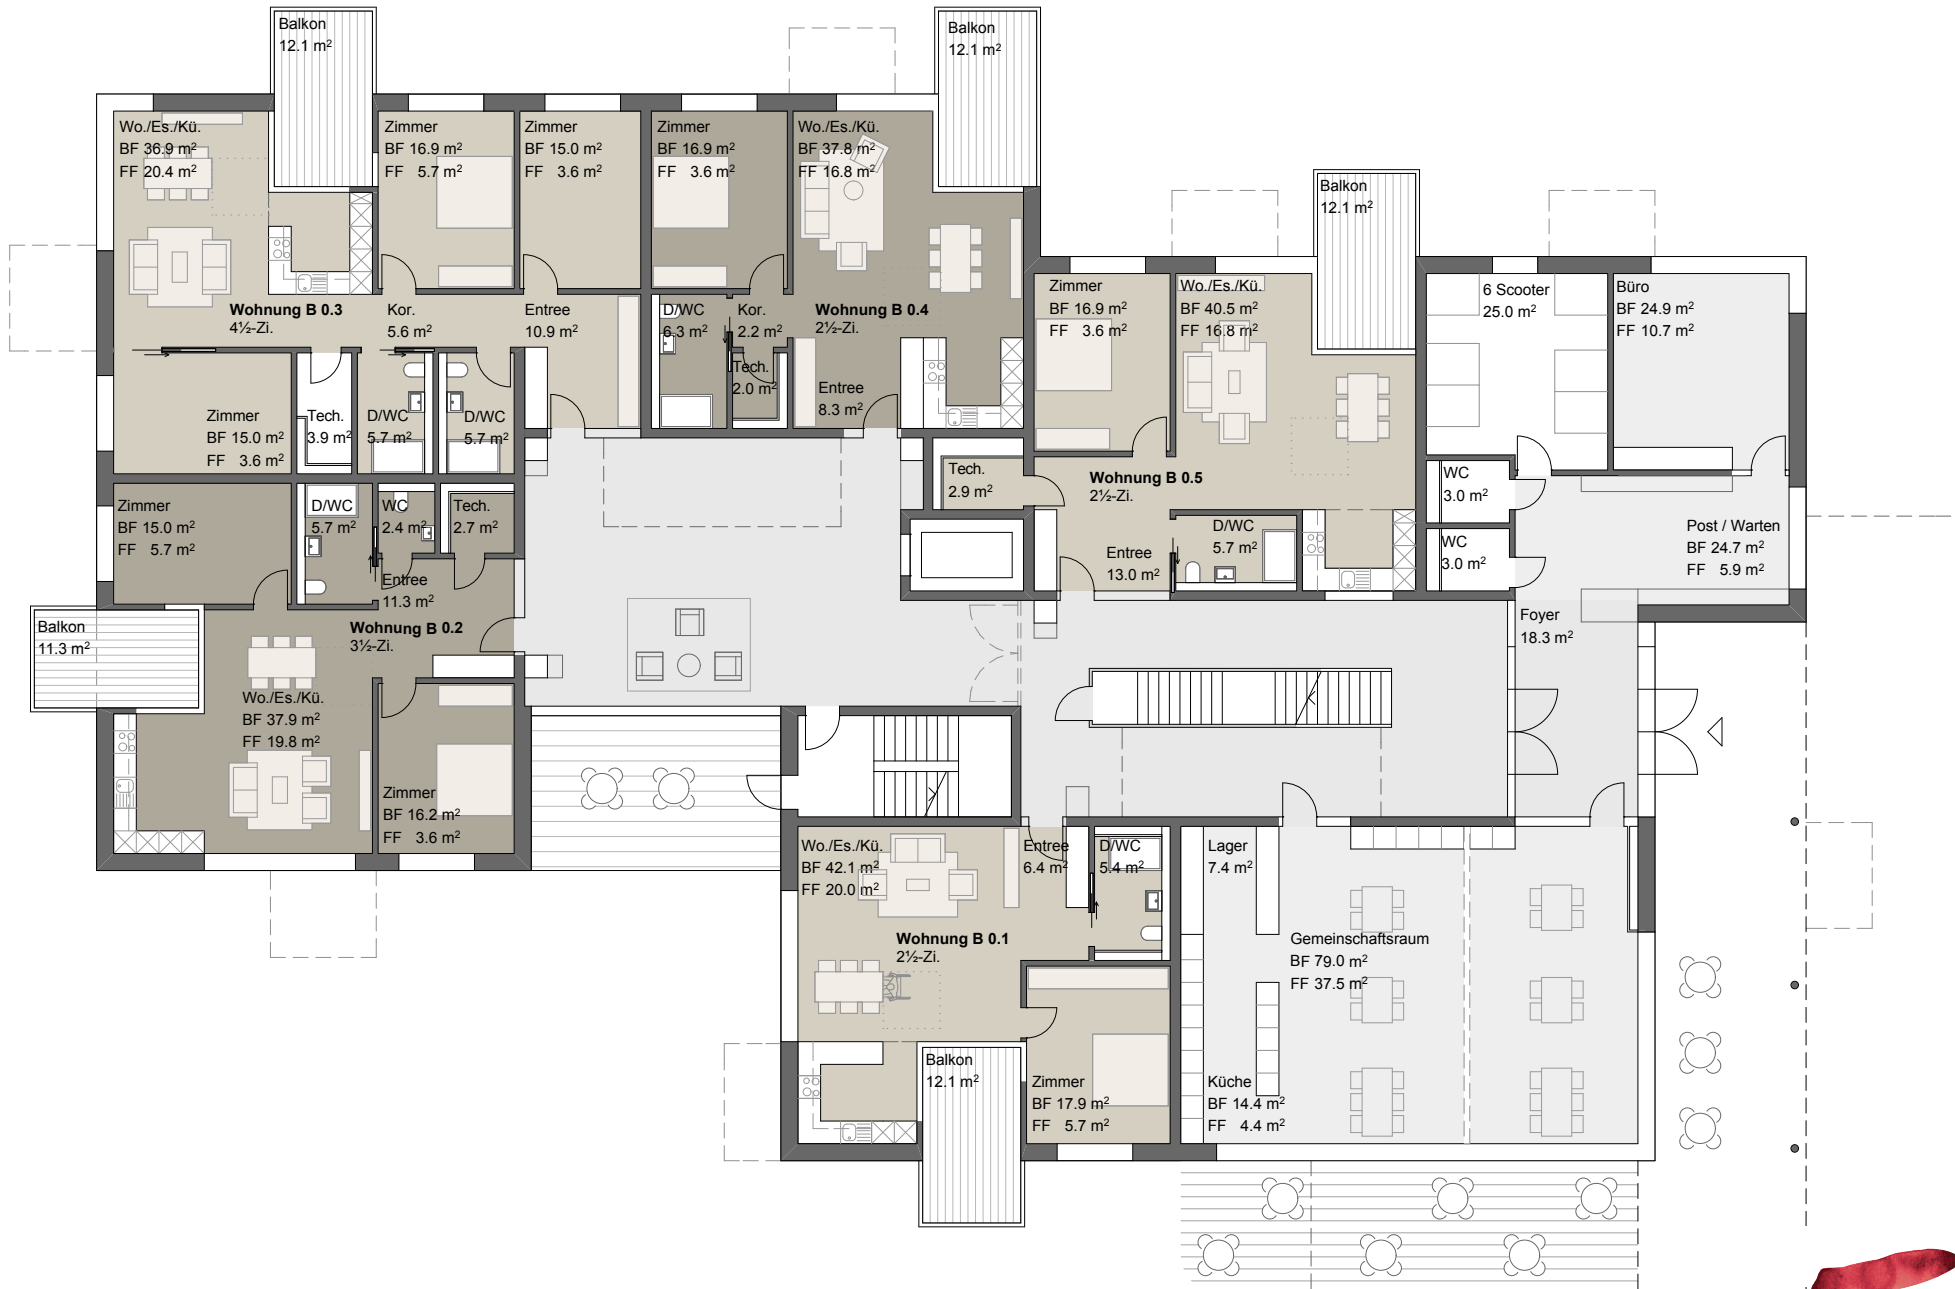 Balkon
12.1 m²
Balkon
12.1 m²
Wo./Es./Kü.
BF 36.9 m²
FF 20.4 m²
Zimmer
BF 16.9 m²
FF 5.7 m²
Zimmer
BF 15.0 m²
FF 3.6 m²
Zimmer
BF 16.9 m²
FF 3.6 m²
Wo./Es./Kü.
BF 37.8 m²
FF 16.8 m²
Balkon
12.1 m²
Wohnung B 0.3
4½-Zi.
Kor.
5.6 m²
Entree
10.9 m²
D/WC
6.3 m²
Kor.
2.2 m²
Wohnung B 0.4
2½-Zi.
Zimmer
BF 16.9 m²
FF 3.6 m²
Wo./Es./Kü.
BF 40.5 m²
FF 16.8 m²
6 Scooter
25.0 m²
Büro
BF 24.9 m²
FF 10.7 m²
Tech.
2.0 m²
Entree
8.3 m²
Zimmer
BF 15.0 m²
FF 3.6 m²
Tech.
3.9 m²
D/WC
5.7 m²
D/WC
5.7 m²
Tech.
2.9 m²
Wohnung B 0.5
2½-Zi.
WC
3.0 m²
Zimmer
BF 15.0 m²
FF 5.7 m²
D/WC
5.7 m²
WC
2.4 m²
Tech.
2.7 m²
Entree
13.0 m²
D/WC
5.7 m²
WC
3.0 m²
Post / Warten
BF 24.7 m²
FF 5.9 m²
Entree
11.3 m²
Balkon
11.3 m²
Wohnung B 0.2
3½-Zi.
Foyer
18.3 m²
Wo./Es./Kü.
BF 37.9 m²
FF 19.8 m²
Zimmer
BF 16.2 m²
FF 3.6 m²
Wo./Es./Kü.
BF 42.1 m²
FF 20.0 m²
Entree
6.4 m²
D/WC
5.4 m²
Lager
7.4 m²
Wohnung B 0.1
2½-Zi.
Gemeinschaftsraum
BF 79.0 m²
FF 37.5 m²
Balkon
12.1 m²
Zimmer
BF 17.9 m²
FF 5.7 m²
Küche
BF 14.4 m²
FF 4.4 m²